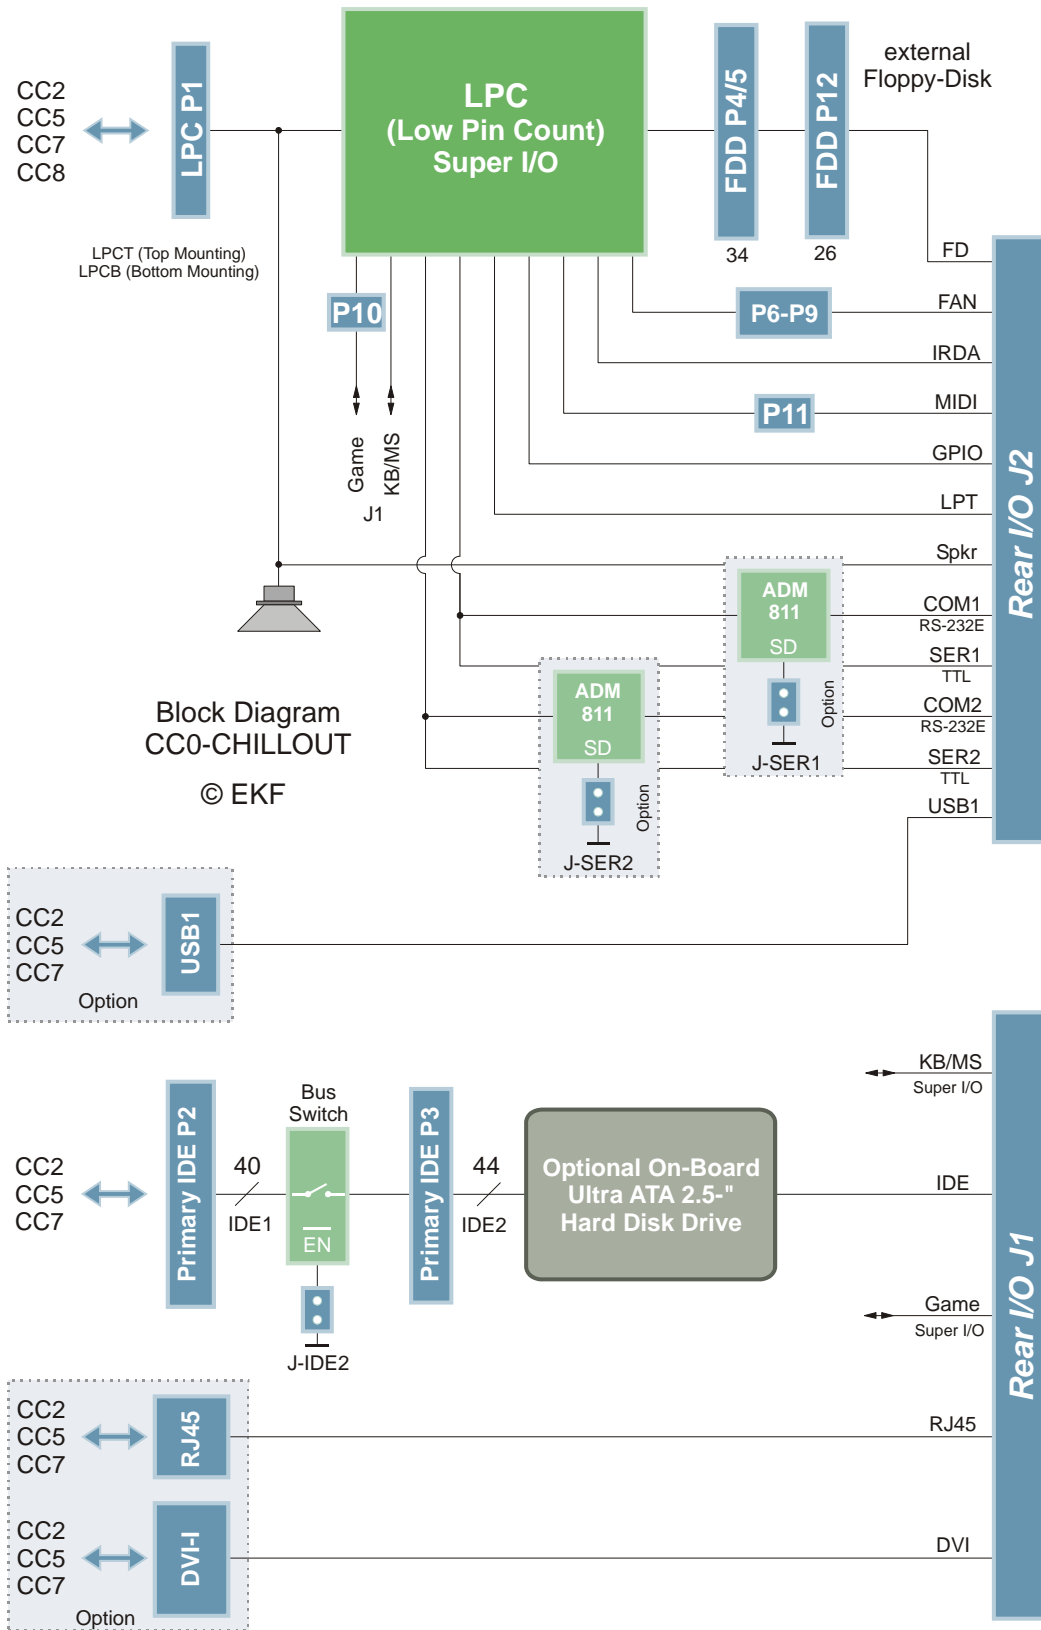 CC2
CC5
CC7
CC8
LPC P1
LPCT (Top Mounting)
LPCB (Bottom Mounting)
LPC
(Low Pin Count)
Super I/O
FDD P4/5
34
FDD P12
26
external
Floppy-Disk
P10
Game
KB/MS
J1
P6-P9
P11
FD
FAN
IRDA
MIDI
GPIO
LPT
Spkr
COM1
RS-232E
SER1
TTL
COM2
RS-232E
SER2
TTL
USB1
Rear I/O J2
ADM
811
SD
Option
J-SER1
ADM
811
SD
Option
J-SER2
Block Diagram
CC0-CHILLOUT
© EKF
CC2
CC5
CC7
USB1
Option
CC2
CC5
CC7
Primary IDE P2
40
IDE1
Bus
Switch
EN
J-IDE2
Primary IDE P3
44
IDE2
Optional On-Board
Ultra ATA 2.5-"
Hard Disk Drive
KB/MS
Super I/O
IDE
Game
Super I/O
RJ45
DVI
Rear I/O J1
CC2
CC5
CC7
RJ45
CC2
CC5
CC7
DVI-I
Option